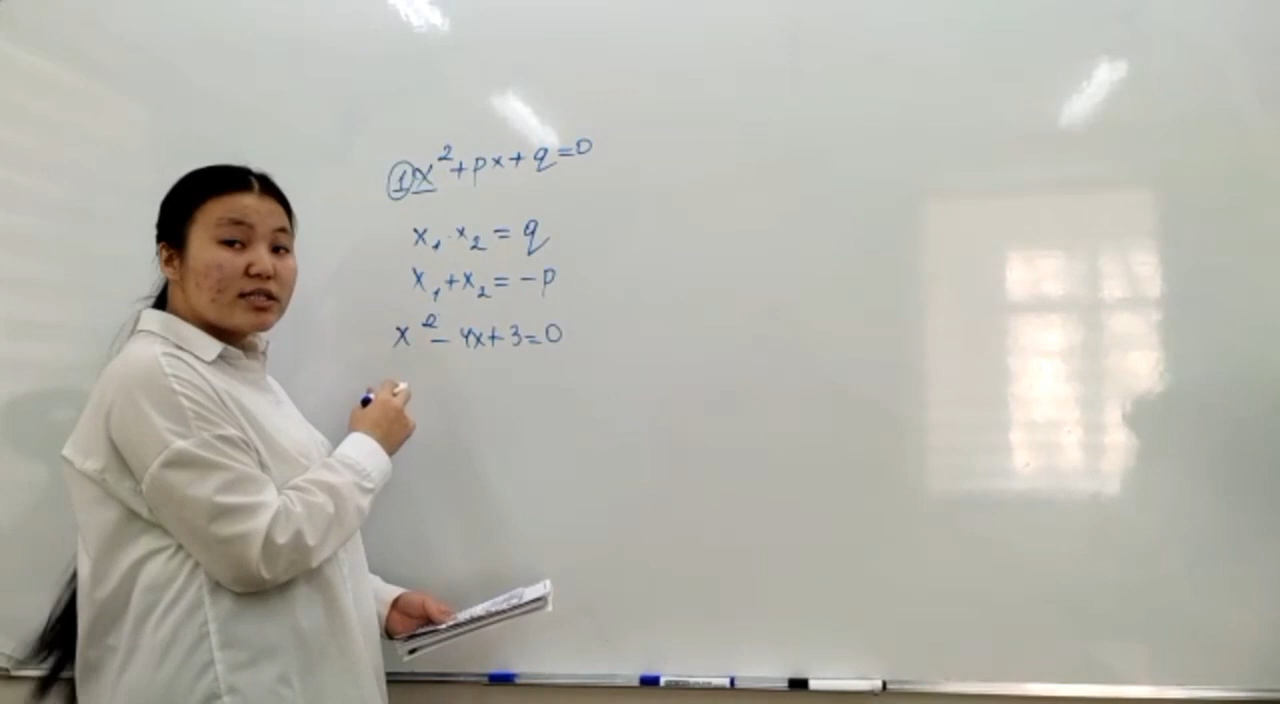 1x² + px + q = 0
x₁ · x₂ = q
x₁ + x₂ = -p
x² - 4x + 3 = 0